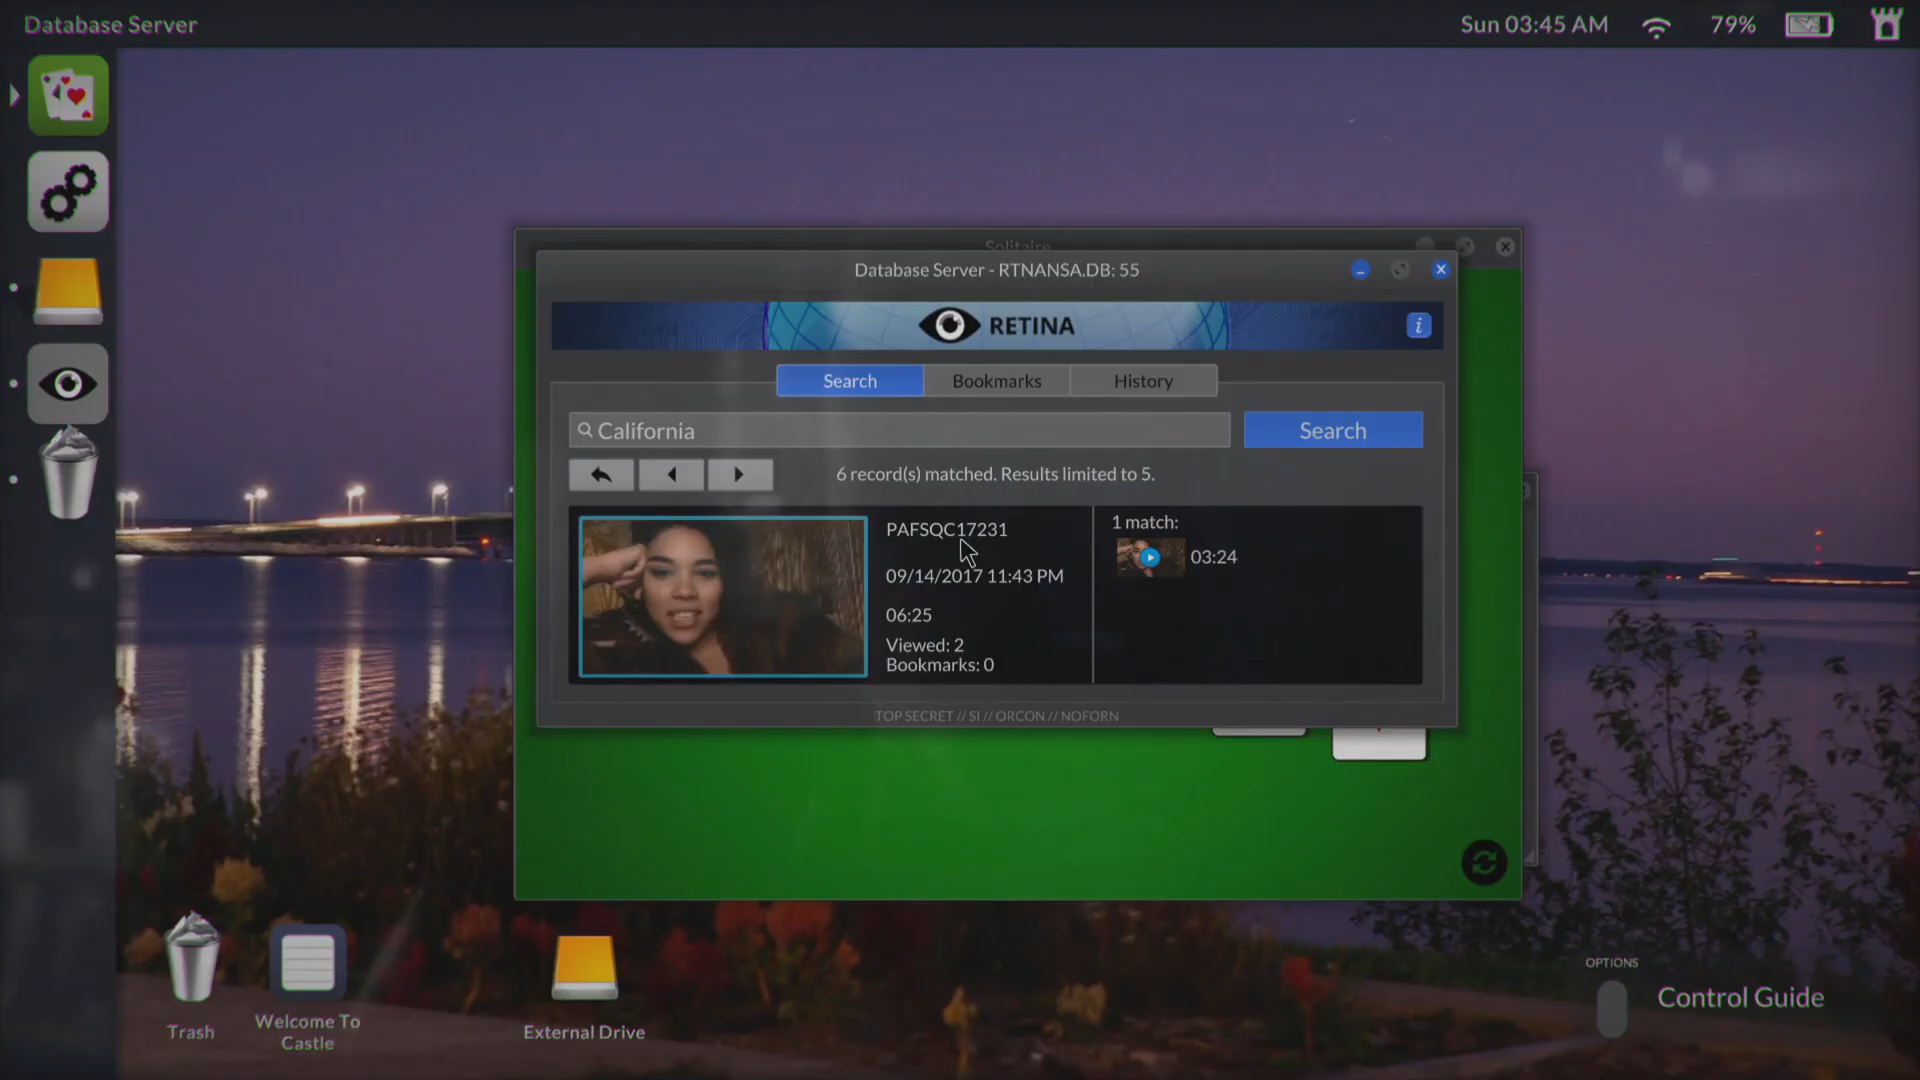 Database Server
Sun 03:45 AM
79%
Solitaire
Database Server - RTNANSA.DB: 55
RETINA
i
Search
Bookmarks
History
California
Search
6 record(s) matched. Results limited to 5.
PAFSQC17231
09/14/2017 11:43 PM
06:25
Viewed: 2
Bookmarks: 0
1 match:
03:24
TOP SECRET // SI // ORCON // NOFORN
OPTIONS
Control Guide
Trash
Welcome To
Castle
External Drive